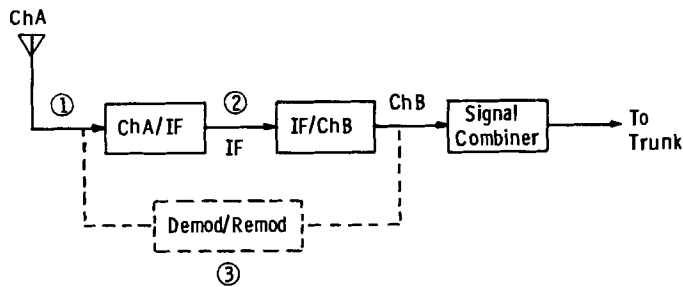 ChA
①
ChA/IF
②
IF
IF/ChB
ChB
Signal
Combiner
To
Trunk
Demod/Remod
③